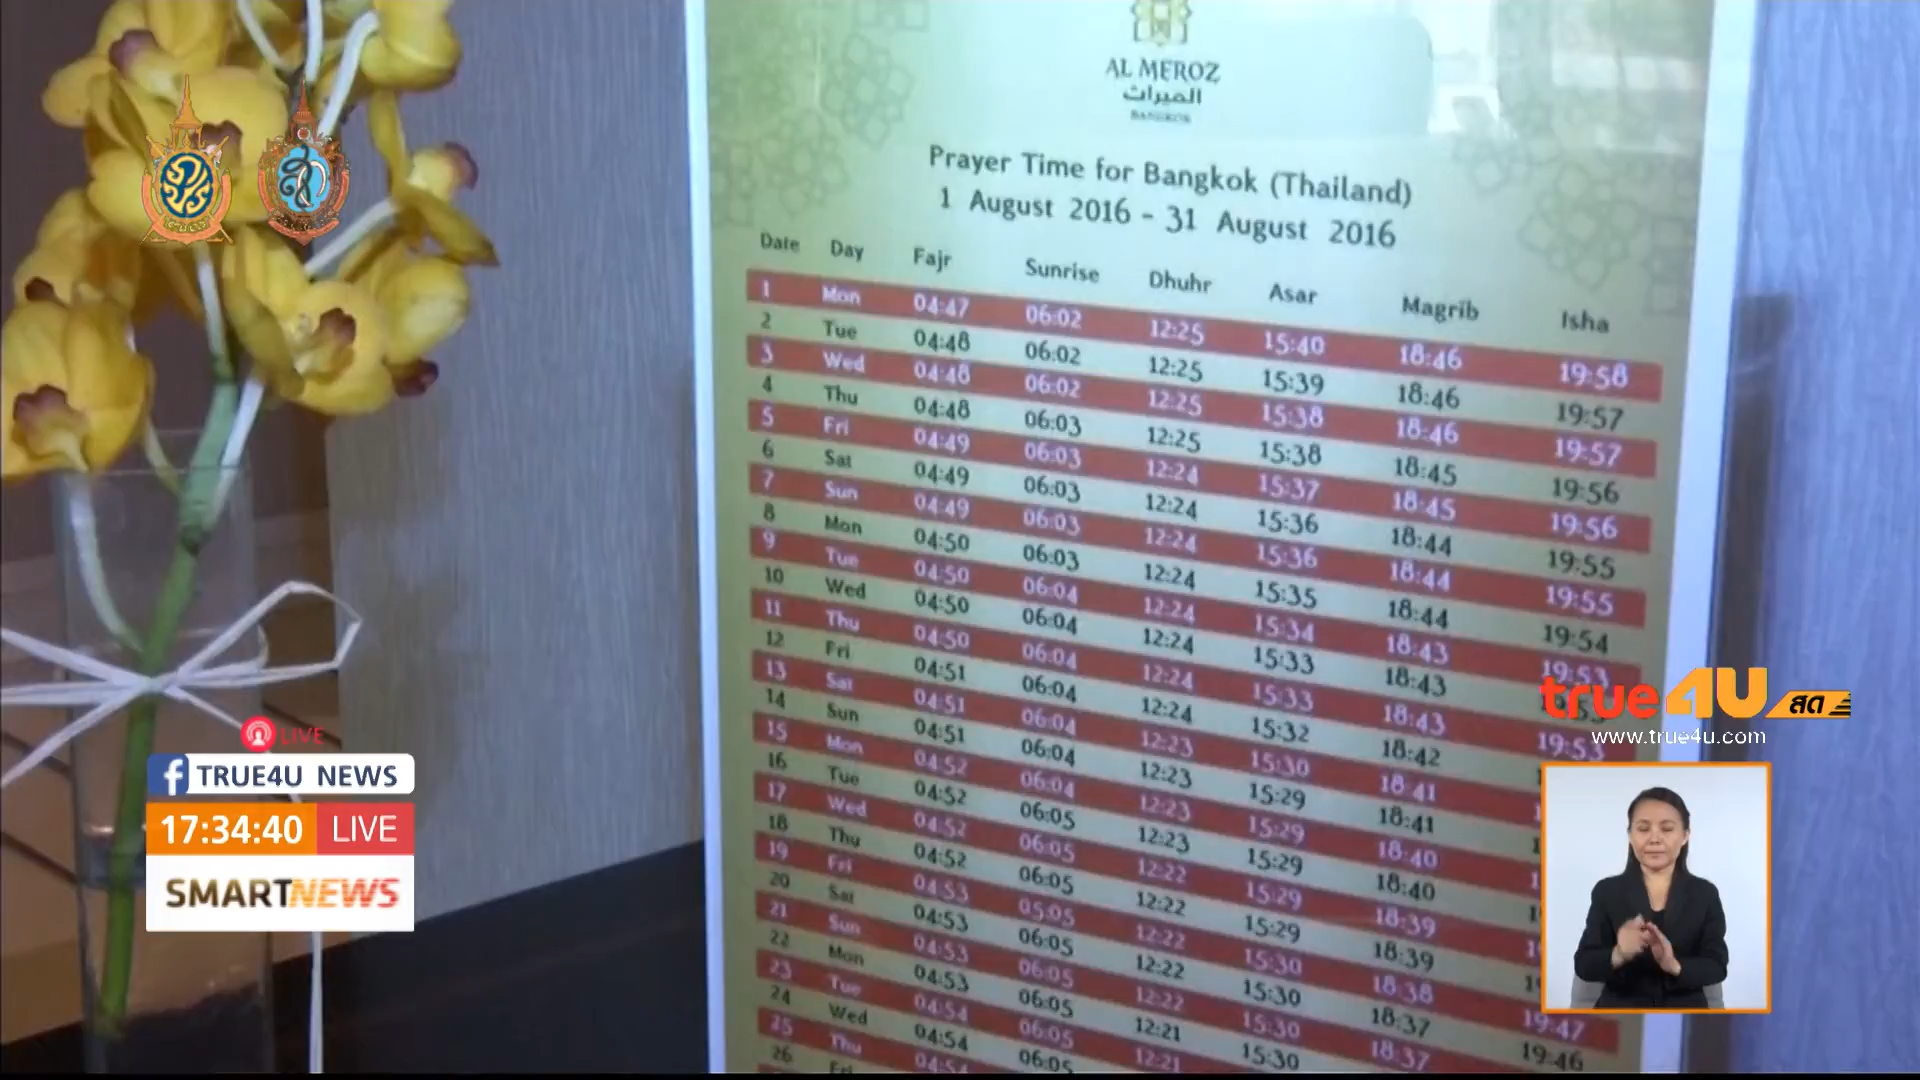 AL MEROZ
الميراث
BANGKOK
Prayer Time for Bangkok (Thailand)
1 August 2016 - 31 August 2016
Date Day Fajr Sunrise Dhuhr Asar Magrib Isha
1 Mon 04:47 06:02 12:25 15:40 18:46 19:58
2 Tue 04:48 06:02 12:25 15:39 18:46 19:57
3 Wed 04:48 06:02 12:25 15:38 18:46 19:57
4 Thu 04:48 06:03 12:25 15:38 18:45 19:56
5 Fri 04:49 06:03 12:24 15:37 18:45 19:56
6 Sat 04:49 06:03 12:24 15:36 18:44 19:55
7 Sun 04:49 06:03 12:24 15:36 18:44 19:55
8 Mon 04:50 06:03 12:24 15:35 18:44 19:54
9 Tue 04:50 06:04 12:24 15:34 18:43 19:53
10 Wed 04:50 06:04 12:24 15:33 18:43
11 Thu 04:50 06:04 12:24 15:33 18:43 19:53
12 Fri 04:51 06:04 12:24 15:32 18:42
13 Sat 04:51 06:04 12:23 15:30 18:41
14 Sun 04:51 06:04 12:23 15:29 18:41
15 Mon 04:52 06:04 12:23 15:29 18:40
16 Tue 04:52 06:05 12:23 15:29 18:40
17 Wed 04:52 06:05 12:22 15:29 18:39
18 Thu 04:52 06:05 12:22 15:29 18:39
19 Fri 04:53 05:05 12:22 15:30 18:38 19:47
20 Sat 04:53 06:05 12:22 15:30 18:37 19:46
21 Sun 04:53 06:05 12:22 15:30 18:37
22 Mon 04:53 06:05 12:21 15:30
23 Tue 04:54 06:05 12:21
24 Wed 04:54 06:05
25 Thu 04:54
26 Fri
LIVE
f TRUE4U NEWS
17:34:40 LIVE
SMARTNEWS
true4U สด
www.true4u.com